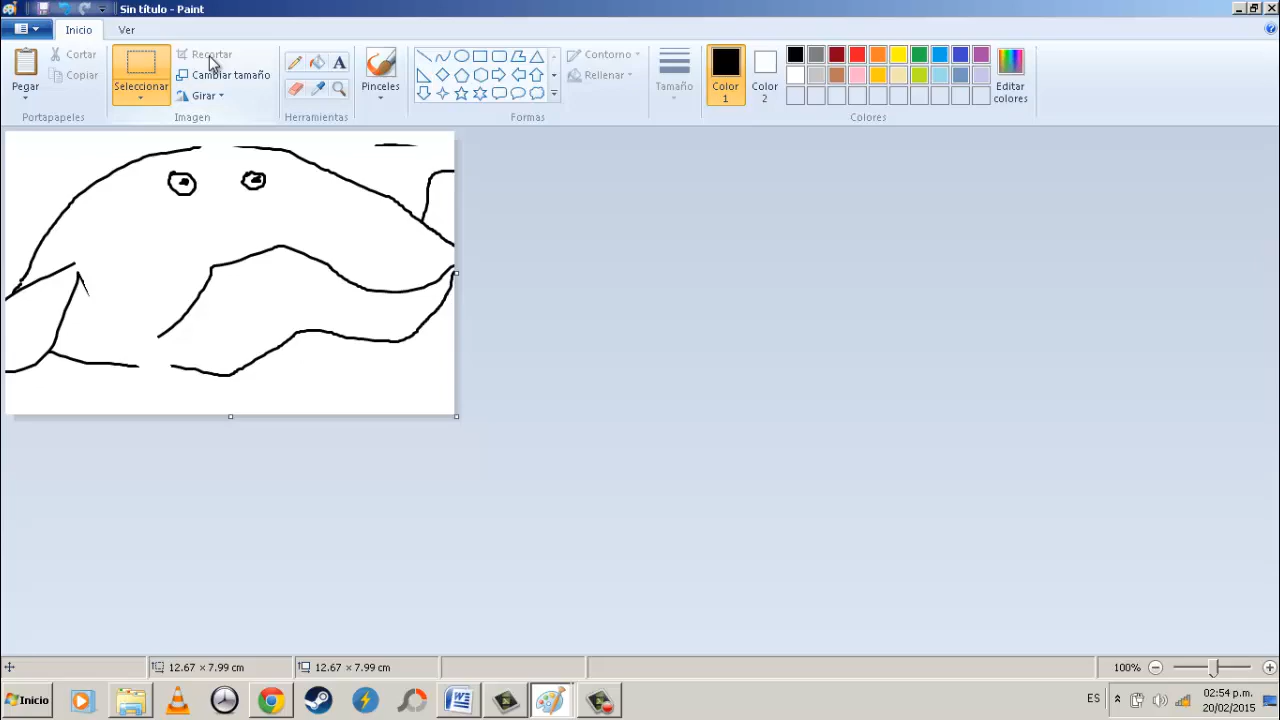 Sin título - Paint
Inicio Ver
Pegar
Cortar
Copiar
Portapapeles
Seleccionar
Recortar
Cambiar tamaño
Girar
Imagen
A
Herramientas
Pinceles
Contorno
Rellenar
Formas
Tamaño
Color
1
Color
2
Editar
colores
Colores
12.67 × 7.99 cm 12.67 × 7.99 cm 100%
Inicio ES 02:54 p.m.
20/02/2015